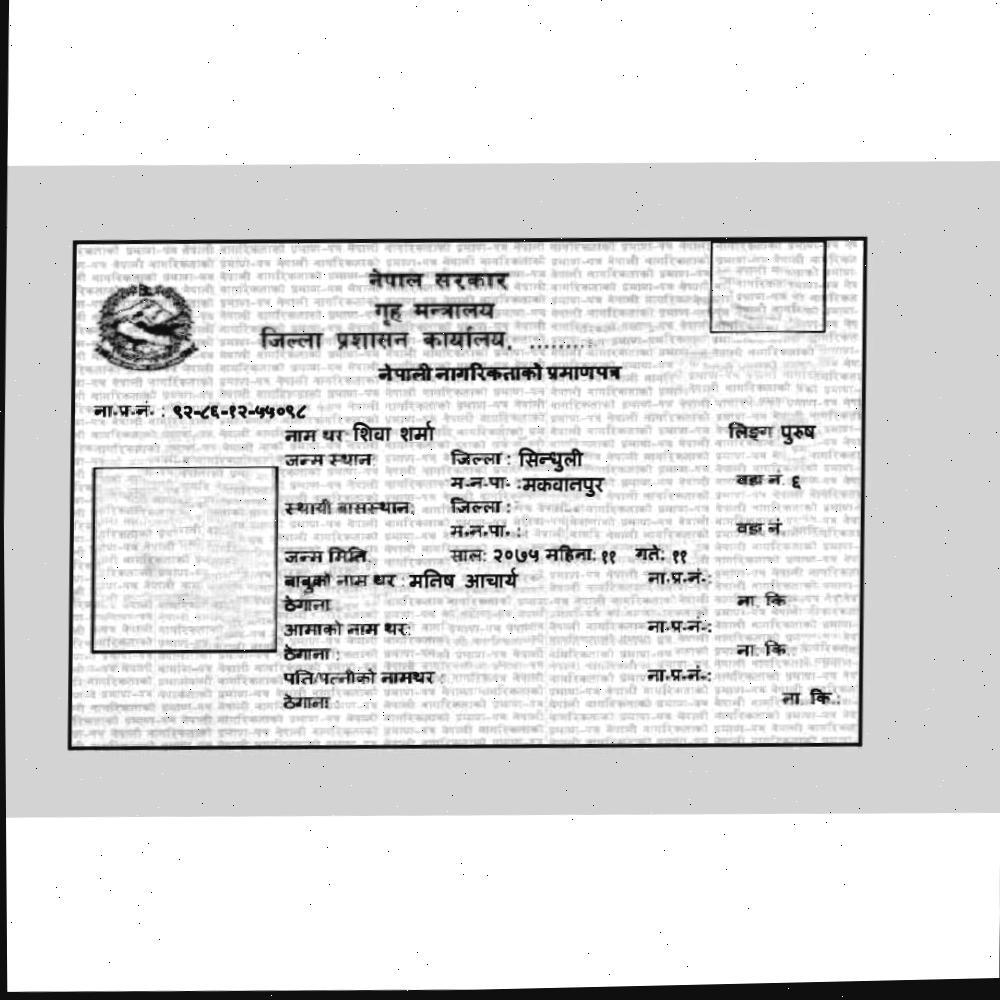 नेपाल सरकार
गृह मन्त्रालय
जिल्ला प्रशासन कार्यालय, ..........
नेपाली नागरिकताको प्रमाणपत्र
ना.प्र.नं. : ९२-८६-१२-५५०९८
नाम थर: शिवा शर्मा लिङ्ग पुरुष
जन्म स्थान: जिल्ला : सिन्धुली
म.न.पा. :मकवानपुर वडा नं. ६
स्थायी बासस्थान: जिल्ला :
म.न.पा. : वडा नं.
जन्म मिति: साल: २०७५ महिना: ११ गते: ११
बाबुको नाम थर : मनिष आचार्य ना.प्र.नं.:
ठेगाना ना. कि.
आमाको नाम थर: ना.प्र.नं.:
ठेगाना : ना. कि.:
पति/पत्नीको नामथर : ना.प्र.नं.:
ठेगाना : ना. कि.: